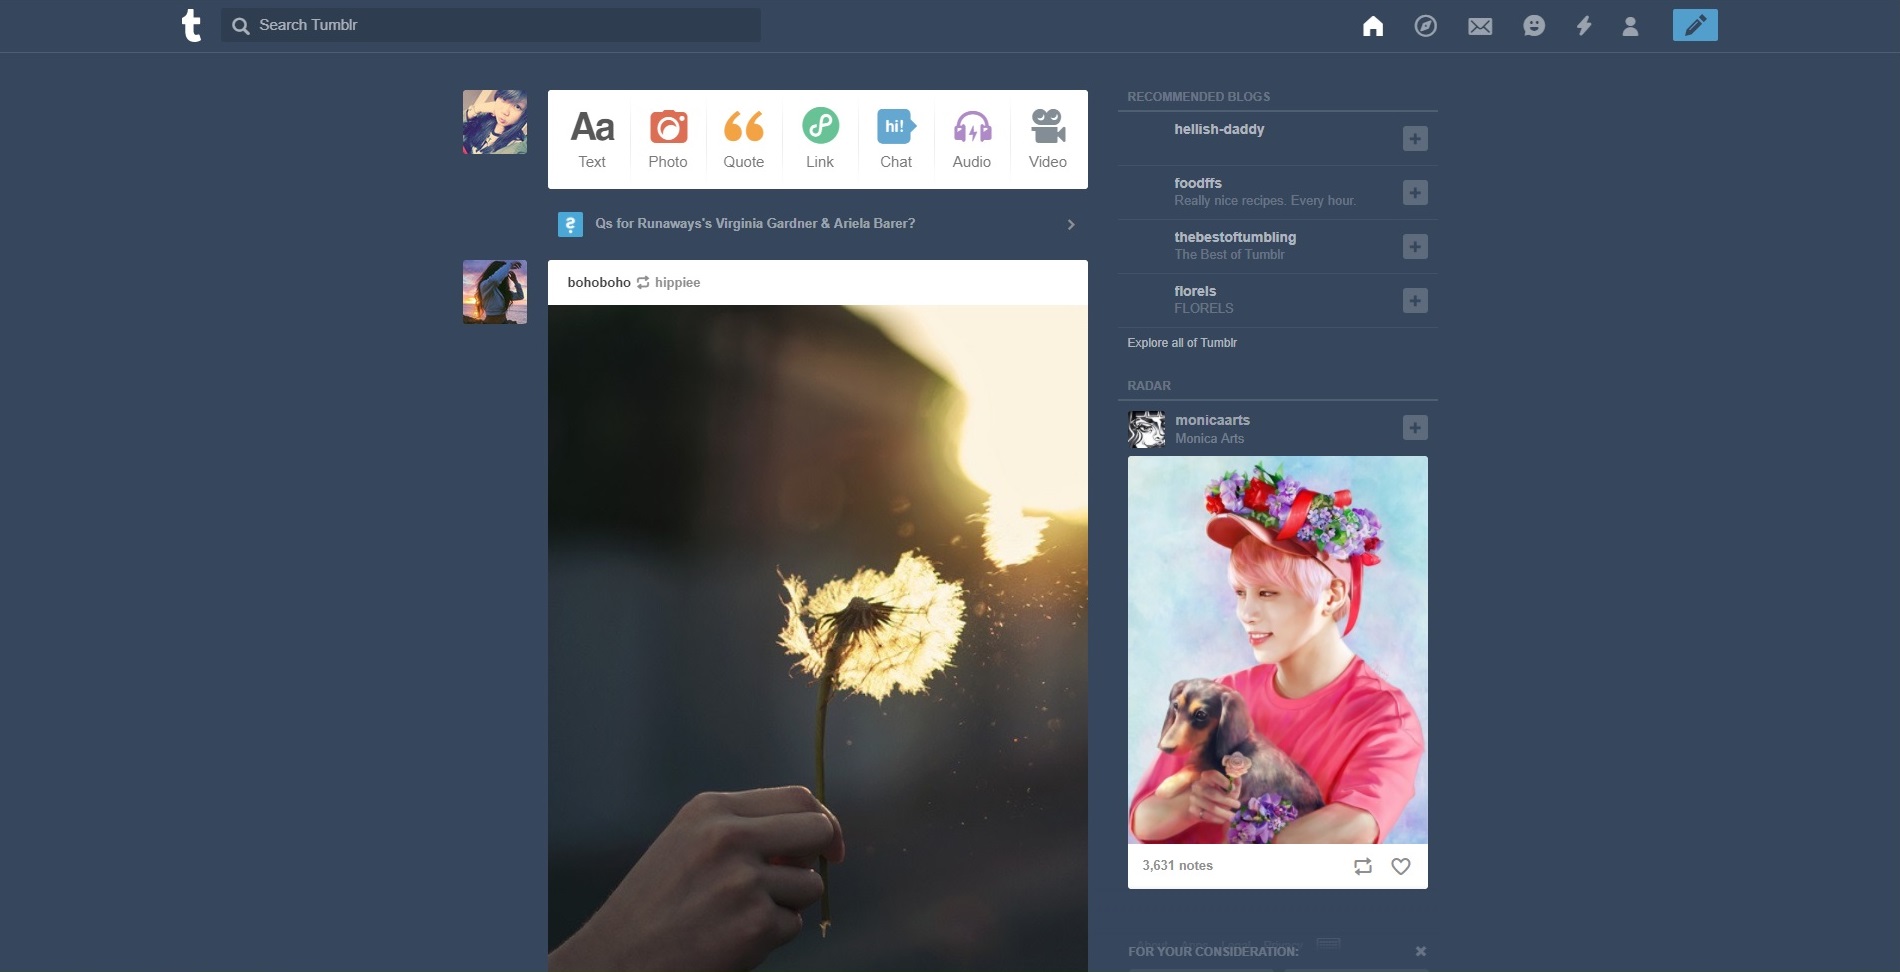 t
Search Tumblr
Aa
Text
Photo
Quote
Link
hi!
Chat
Audio
Video
Qs for Runaways's Virginia Gardner & Ariela Barer?
bohoboho hippiee
RECOMMENDED BLOGS
hellish-daddy
foodffs
Really nice recipes. Every hour.
thebestoftumbling
The Best of Tumblr
florels
FLORELS
Explore all of Tumblr
RADAR
monicaarts
Monica Arts
3,631 notes
FOR YOUR CONSIDERATION: